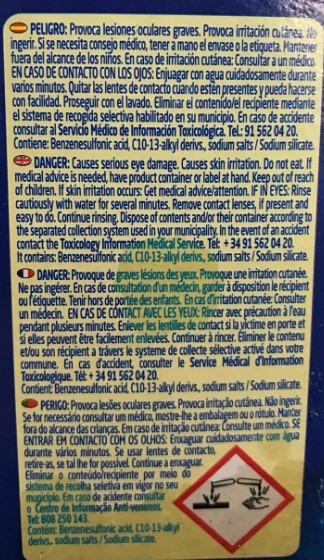 PELIGRO: Provoca lesiones oculares graves. Provoca irritación cutánea. No
ingerir. Si se necesita consejo médico, tener a mano el envase o la etiqueta. Mantener
fuera del alcance de los niños. En caso de irritación cutánea: Consultar a un médico.
EN CASO DE CONTACTO CON LOS OJOS: Enjuagar con agua cuidadosamente durante
varios minutos. Quitar las lentes de contacto cuando estén presentes y pueda hacerse
con facilidad. Proseguir con el lavado. Eliminar el contenido/el recipiente mediante
el sistema de recogida selectiva habilitado en su municipio. En caso de accidente
consultar al Servicio Médico de Información Toxicológica. Tel.: 91 562 04 20.
Contiene: Benzenesulfonic acid, C10-13-alkyl derivs., sodium salts / Sodium silicate.
DANGER: Causes serious eye damage. Causes skin irritation. Do not eat. If
medical advice is needed, have product container or label at hand. Keep out of reach
of children. If skin irritation occurs: Get medical advice/attention. IF IN EYES: Rinse
cautiously with water for several minutes. Remove contact lenses, if present and
easy to do. Continue rinsing. Dispose of contents and/or their container according to
the separated collection system used in your municipality. In the event of an accident
contact the Toxicology Information Medical Service. Tel: + 34 91 562 04 20.
It contains: Benzenesulfonic acid, C10-13-alkyl derivs., sodium salts / Sodium silicate.
DANGER: Provoque de graves lésions des yeux. Provoque une irritation cutanée.
Ne pas ingérer. En cas de consultation d'un médecin, garder à disposition le récipient
ou l'étiquette. Tenir hors de portée des enfants. En cas d'irritation cutanée: Consulter
un médecin. EN CAS DE CONTACT AVEC LES YEUX: Rincer avec précaution à l'eau
pendant plusieurs minutes. Enlever les lentilles de contact si la victime en porte et
si elles peuvent être facilement enlevées. Continuer à rincer. Éliminer le contenu
et/ou son récipient a trávers le systeme de collecte sélective activé dans votre
commune. En cas d'accident, consulter le Service Médical d'Information
Toxicologique. Tél: + 34 91 564 04 20.
Contient: Benzenesulfonic acid, C10-13-alkyl derivs., sodium salts / Sodium silicate.
PERIGO: Provoca lesões oculares graves. Provoca irritação cutânea. Não ingerir.
Se for necessário consultar um médico, mostre-lhe a embalagem ou o rótulo. Manter
fora do alcance das crianças. Em caso de irritação cutânea: Consulte um médico. SE
ENTRAR EM CONTACTO COM OS OLHOS: Enxaguar cuidadosamente com água
durante vários minutos. Se usar lentes de contacto,
retire-as, se tal lhe for possível. Continue a enxaguar.
Eliminar o conteúdo/recipiente por meio do
sistema de recolha seletiva em vigor no seu
município. Em caso de acidente consultar
o Centro de Informação Anti-venenos.
Tel: 808 250 143.
Contém: Benzenesulfonic acid, C10-13-alkyl
derivs., sodium salts / Sodium silicate.